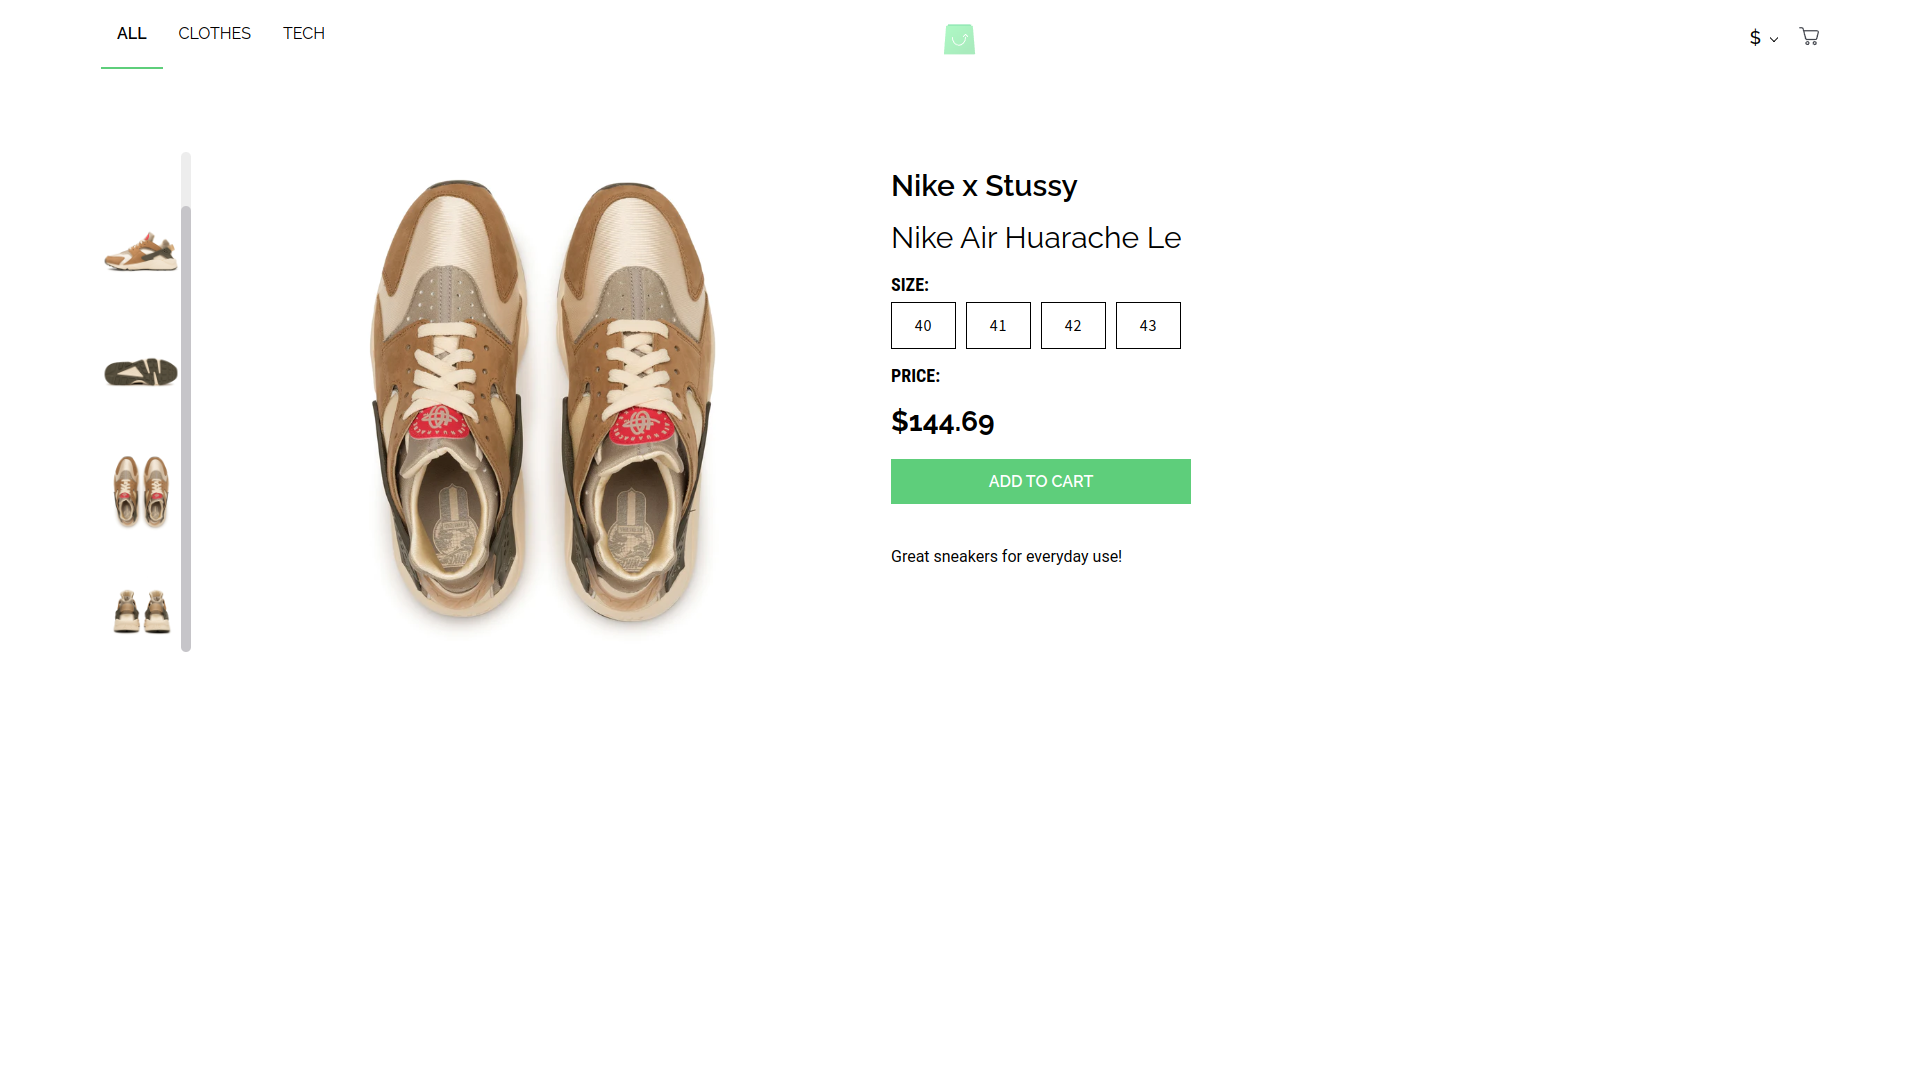 ALL
CLOTHES
TECH
$
Nike x Stussy
Nike Air Huarache Le
SIZE:
40
41
42
43
PRICE:
$144.69
ADD TO CART
Great sneakers for everyday use!